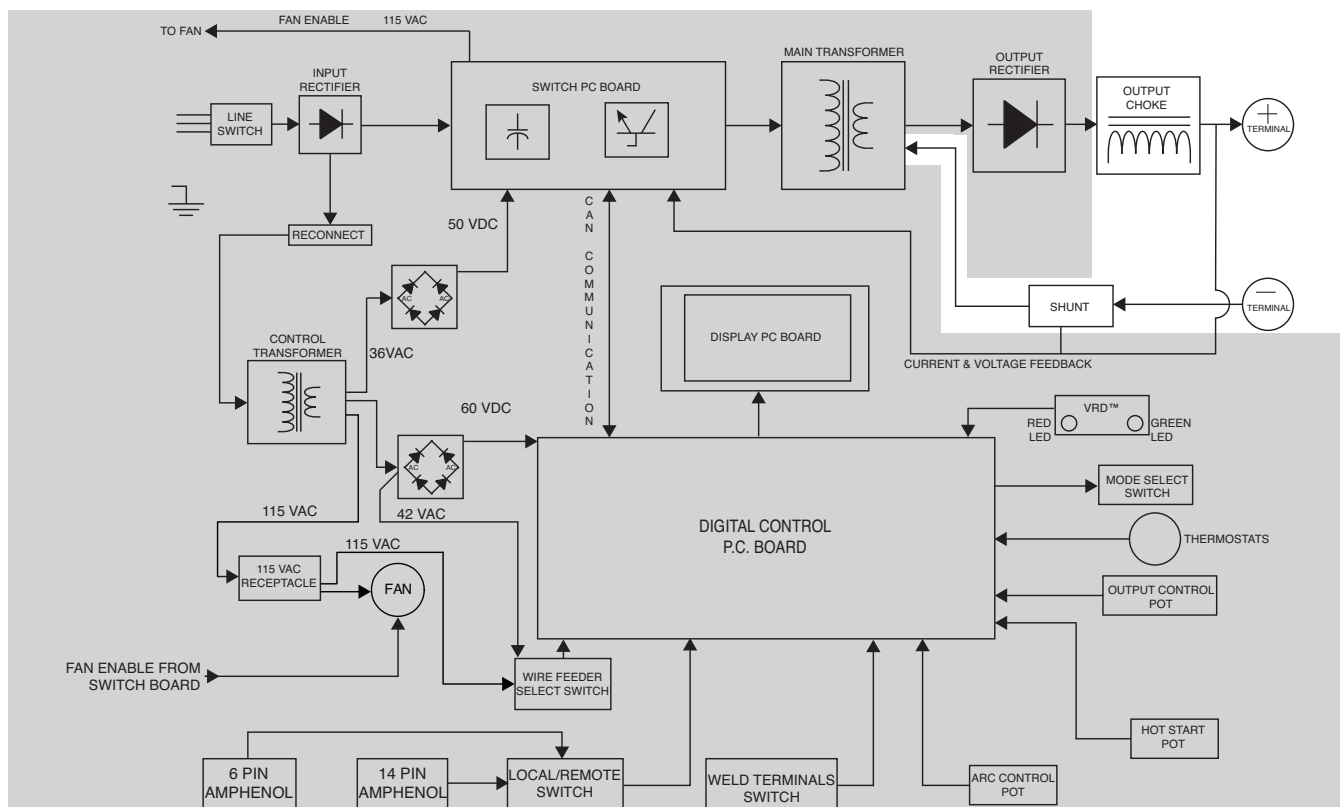 TO FAN
FAN ENABLE 115 VAC
INPUT
RECTIFIER
LINE
SWITCH
SWITCH PC BOARD
MAIN TRANSFORMER
OUTPUT
RECTIFIER
OUTPUT
CHOKE
+
TERMINAL
RECONNECT
50 VDC
CAN COMMUNICATION
AC
AC
36VAC
CONTROL
TRANSFORMER
DISPLAY PC BOARD
SHUNT
−
TERMINAL
CURRENT & VOLTAGE FEEDBACK
60 VDC
AC
AC
VRD™
RED
LED
GREEN
LED
MODE SELECT
SWITCH
115 VAC
42 VAC
DIGITAL CONTROL
P.C. BOARD
THERMOSTATS
115 VAC
115 VAC
RECEPTACLE
FAN
OUTPUT CONTROL
POT
FAN ENABLE FROM
SWITCH BOARD
WIRE FEEDER
SELECT SWITCH
HOT START
POT
6 PIN
AMPHENOL
14 PIN
AMPHENOL
LOCAL/REMOTE
SWITCH
WELD TERMINALS
SWITCH
ARC CONTROL
POT